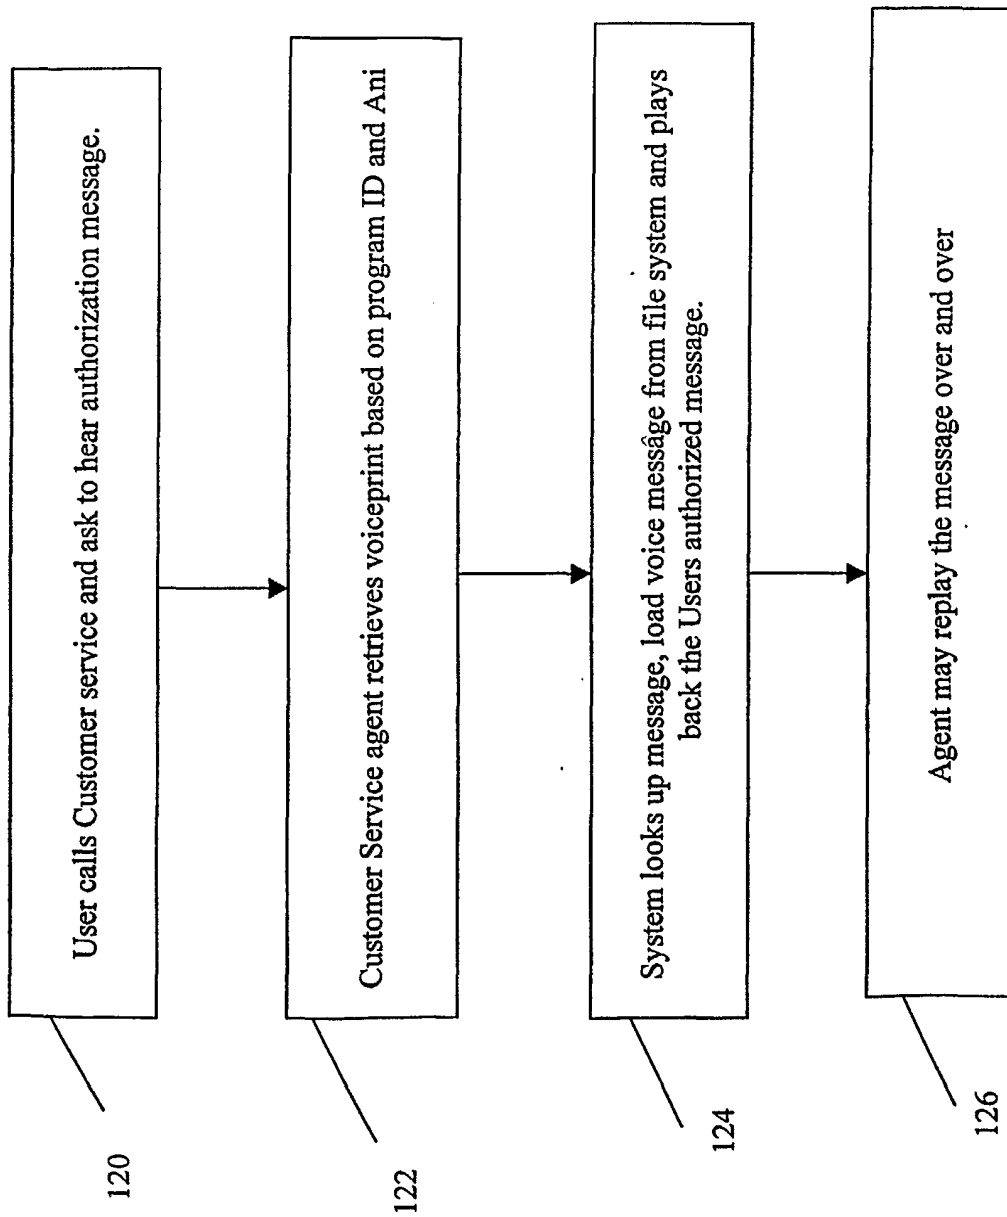 User calls Customer service and ask to hear authorization message.
120
Customer Service agent retrieves voiceprint based on program ID and Ani
122
System looks up message, load voice message from file system and plays
back the Users authorized message.
124
Agent may replay the message over and over
126